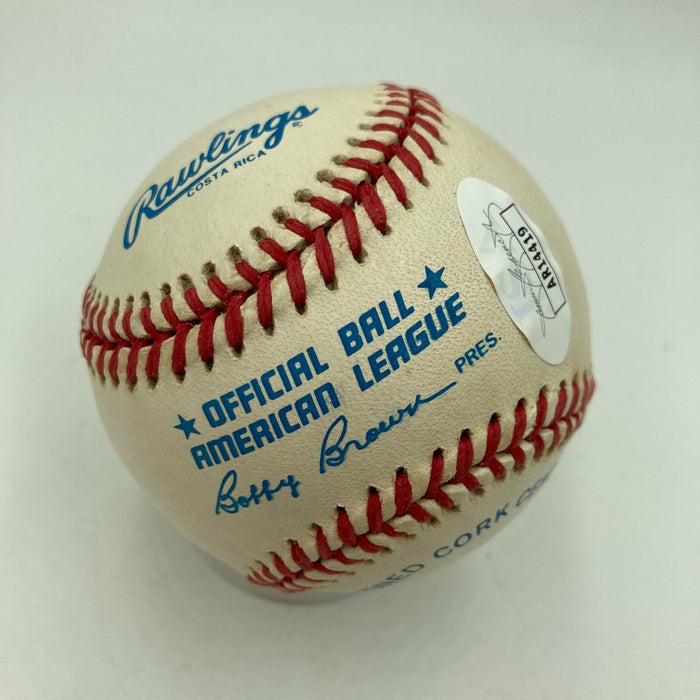 Rawlings®
COSTA RICA
★ OFFICIAL BALL ★
AMERICAN LEAGUE
Bobby Brown PRES.
CORK
AR14419